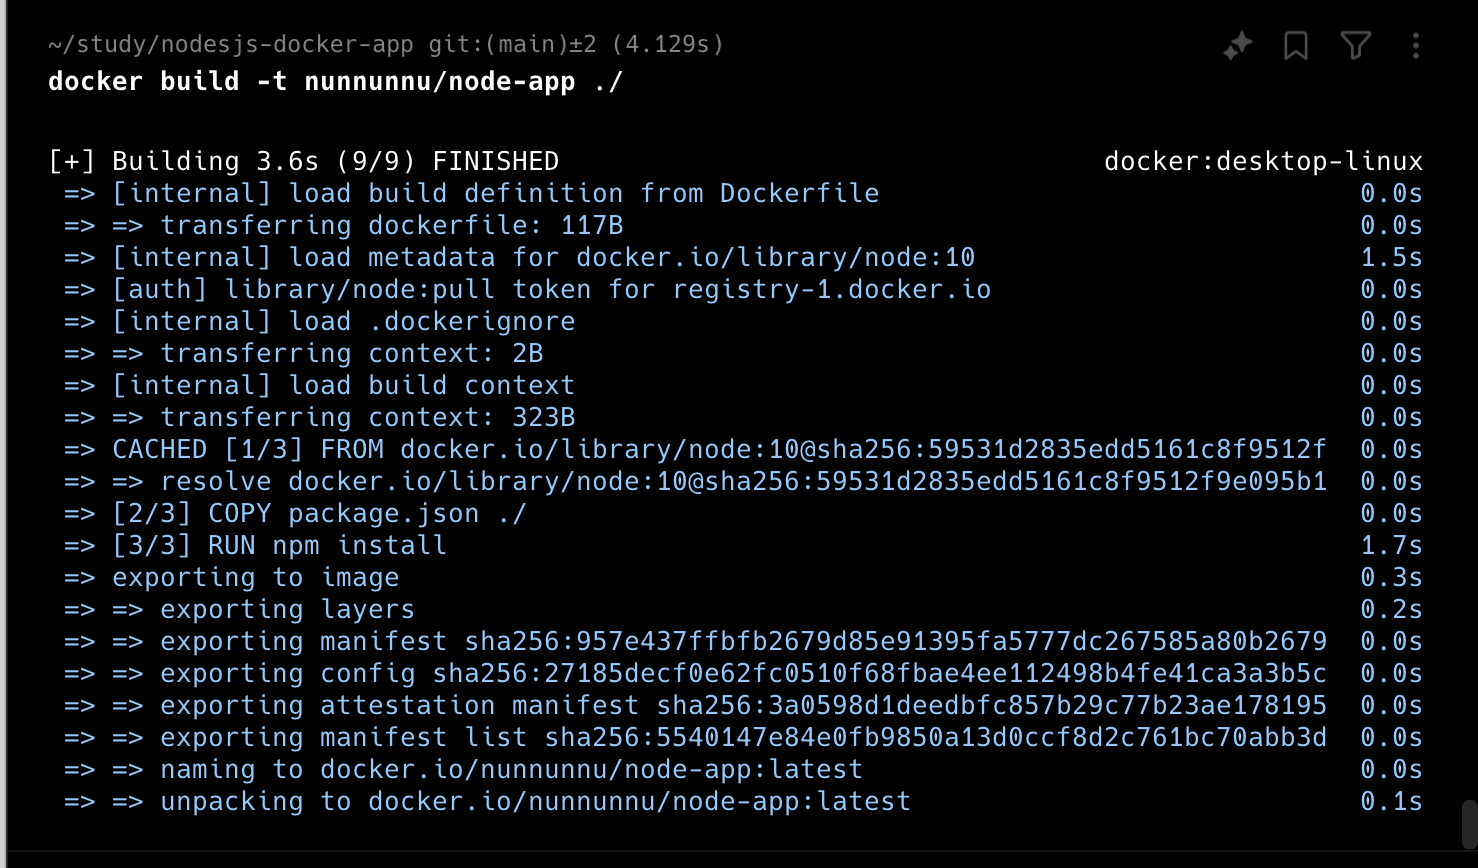 ~/study/nodesjs-docker-app git:(main)±2 (4.129s)
docker build -t nunnunnu/node-app ./
[+] Building 3.6s (9/9) FINISHED docker:desktop-linux
=> [internal] load build definition from Dockerfile 0.0s
=> => transferring dockerfile: 117B 0.0s
=> [internal] load metadata for docker.io/library/node:10 1.5s
=> [auth] library/node:pull token for registry-1.docker.io 0.0s
=> [internal] load .dockerignore 0.0s
=> => transferring context: 2B 0.0s
=> [internal] load build context 0.0s
=> => transferring context: 323B 0.0s
=> CACHED [1/3] FROM docker.io/library/node:10@sha256:59531d2835edd5161c8f9512f 0.0s
=> => resolve docker.io/library/node:10@sha256:59531d2835edd5161c8f9512f9e095b1 0.0s
=> [2/3] COPY package.json ./ 0.0s
=> [3/3] RUN npm install 1.7s
=> exporting to image 0.3s
=> => exporting layers 0.2s
=> => exporting manifest sha256:957e437ffbfb2679d85e91395fa5777dc267585a80b2679 0.0s
=> => exporting config sha256:27185decf0e62fc0510f68fbae4ee112498b4fe41ca3a3b5c 0.0s
=> => exporting attestation manifest sha256:3a0598d1deedbfc857b29c77b23ae178195 0.0s
=> => exporting manifest list sha256:5540147e84e0fb9850a13d0ccf8d2c761bc70abb3d 0.0s
=> => naming to docker.io/nunnunnu/node-app:latest 0.0s
=> => unpacking to docker.io/nunnunnu/node-app:latest 0.1s